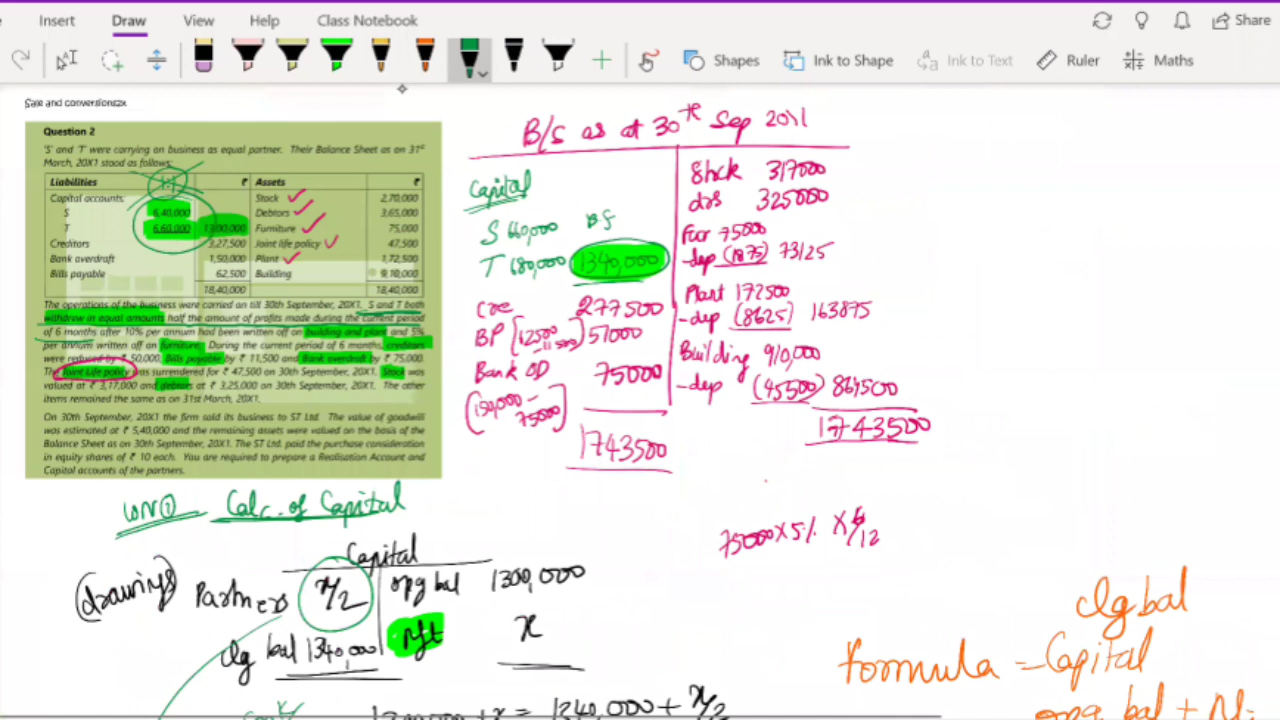 Insert Draw View Help Class Notebook Share
Shapes Ink to Shape Ink to Text Ruler Maths
Sale and conversions2x
Question 2
'S' and 'T' were carrying on business as equal partner. Their Balance Sheet as on 31st
March, 20X1 stood as follows:
Liabilities ₹ Assets ₹
1:1
Capital accounts: Stock 2,70,000
S 6,40,000 Debtors 3,65,000
T 6,60,000 13,00,000 Furniture 75,000
Creditors 3,27,500 Joint life policy 47,500
Bank overdraft 1,50,000 Plant 1,72,500
Bills payable 62,500 Building 9,10,000
18,40,000 18,40,000
The operations of the business were carried on till 30th September, 20X1. S and T both
withdrew in equal amounts half the amount of profits made during the current period
of 6 months after 10% per annum had been written off on building and plant and 5%
per annum written off on furniture. During the current period of 6 months, creditors
were reduced by ₹ 50,000, Bills payable by ₹ 11,500 and Bank overdraft by ₹ 75,000.
The Joint Life policy was surrendered for ₹ 47,500 on 30th September, 20X1. Stock was
valued at ₹ 3,17,000 and debtors at ₹ 3,25,000 on 30th September, 20X1. The other
items remained the same as on 31st March, 20X1.
On 30th September, 20X1 the firm sold its business to ST Ltd. The value of goodwill
was estimated at ₹ 5,40,000 and the remaining assets were valued on the basis of the
Balance Sheet as on 30th September, 20X1. The ST Ltd. paid the purchase consideration
in equity shares of ₹ 10 each. You are required to prepare a Realisation Account and
Capital accounts of the partners.
B/S as at 30th Sep 2011
Capital
S 660,000 BF
T 680,000 1340,000
Cre 277500
BP 51000
Bank OD 75000
(150,000 - 75000)
1743500
Stock 317000
drs 325000
Fur 75000
-dep (1875) 73125
Plant 172500
-dep (8625) 163875
Building 910,000
-dep (45500) 864500
1743500
75000 X 5% X 6/12
WN① Calc. of Capital
Capital
(drawings) Partners x/2 opg bal 1300,000
clg bal 1340,000 Pft x
1340,000 + x/2
clg bal
formula = Capital
opg bal +